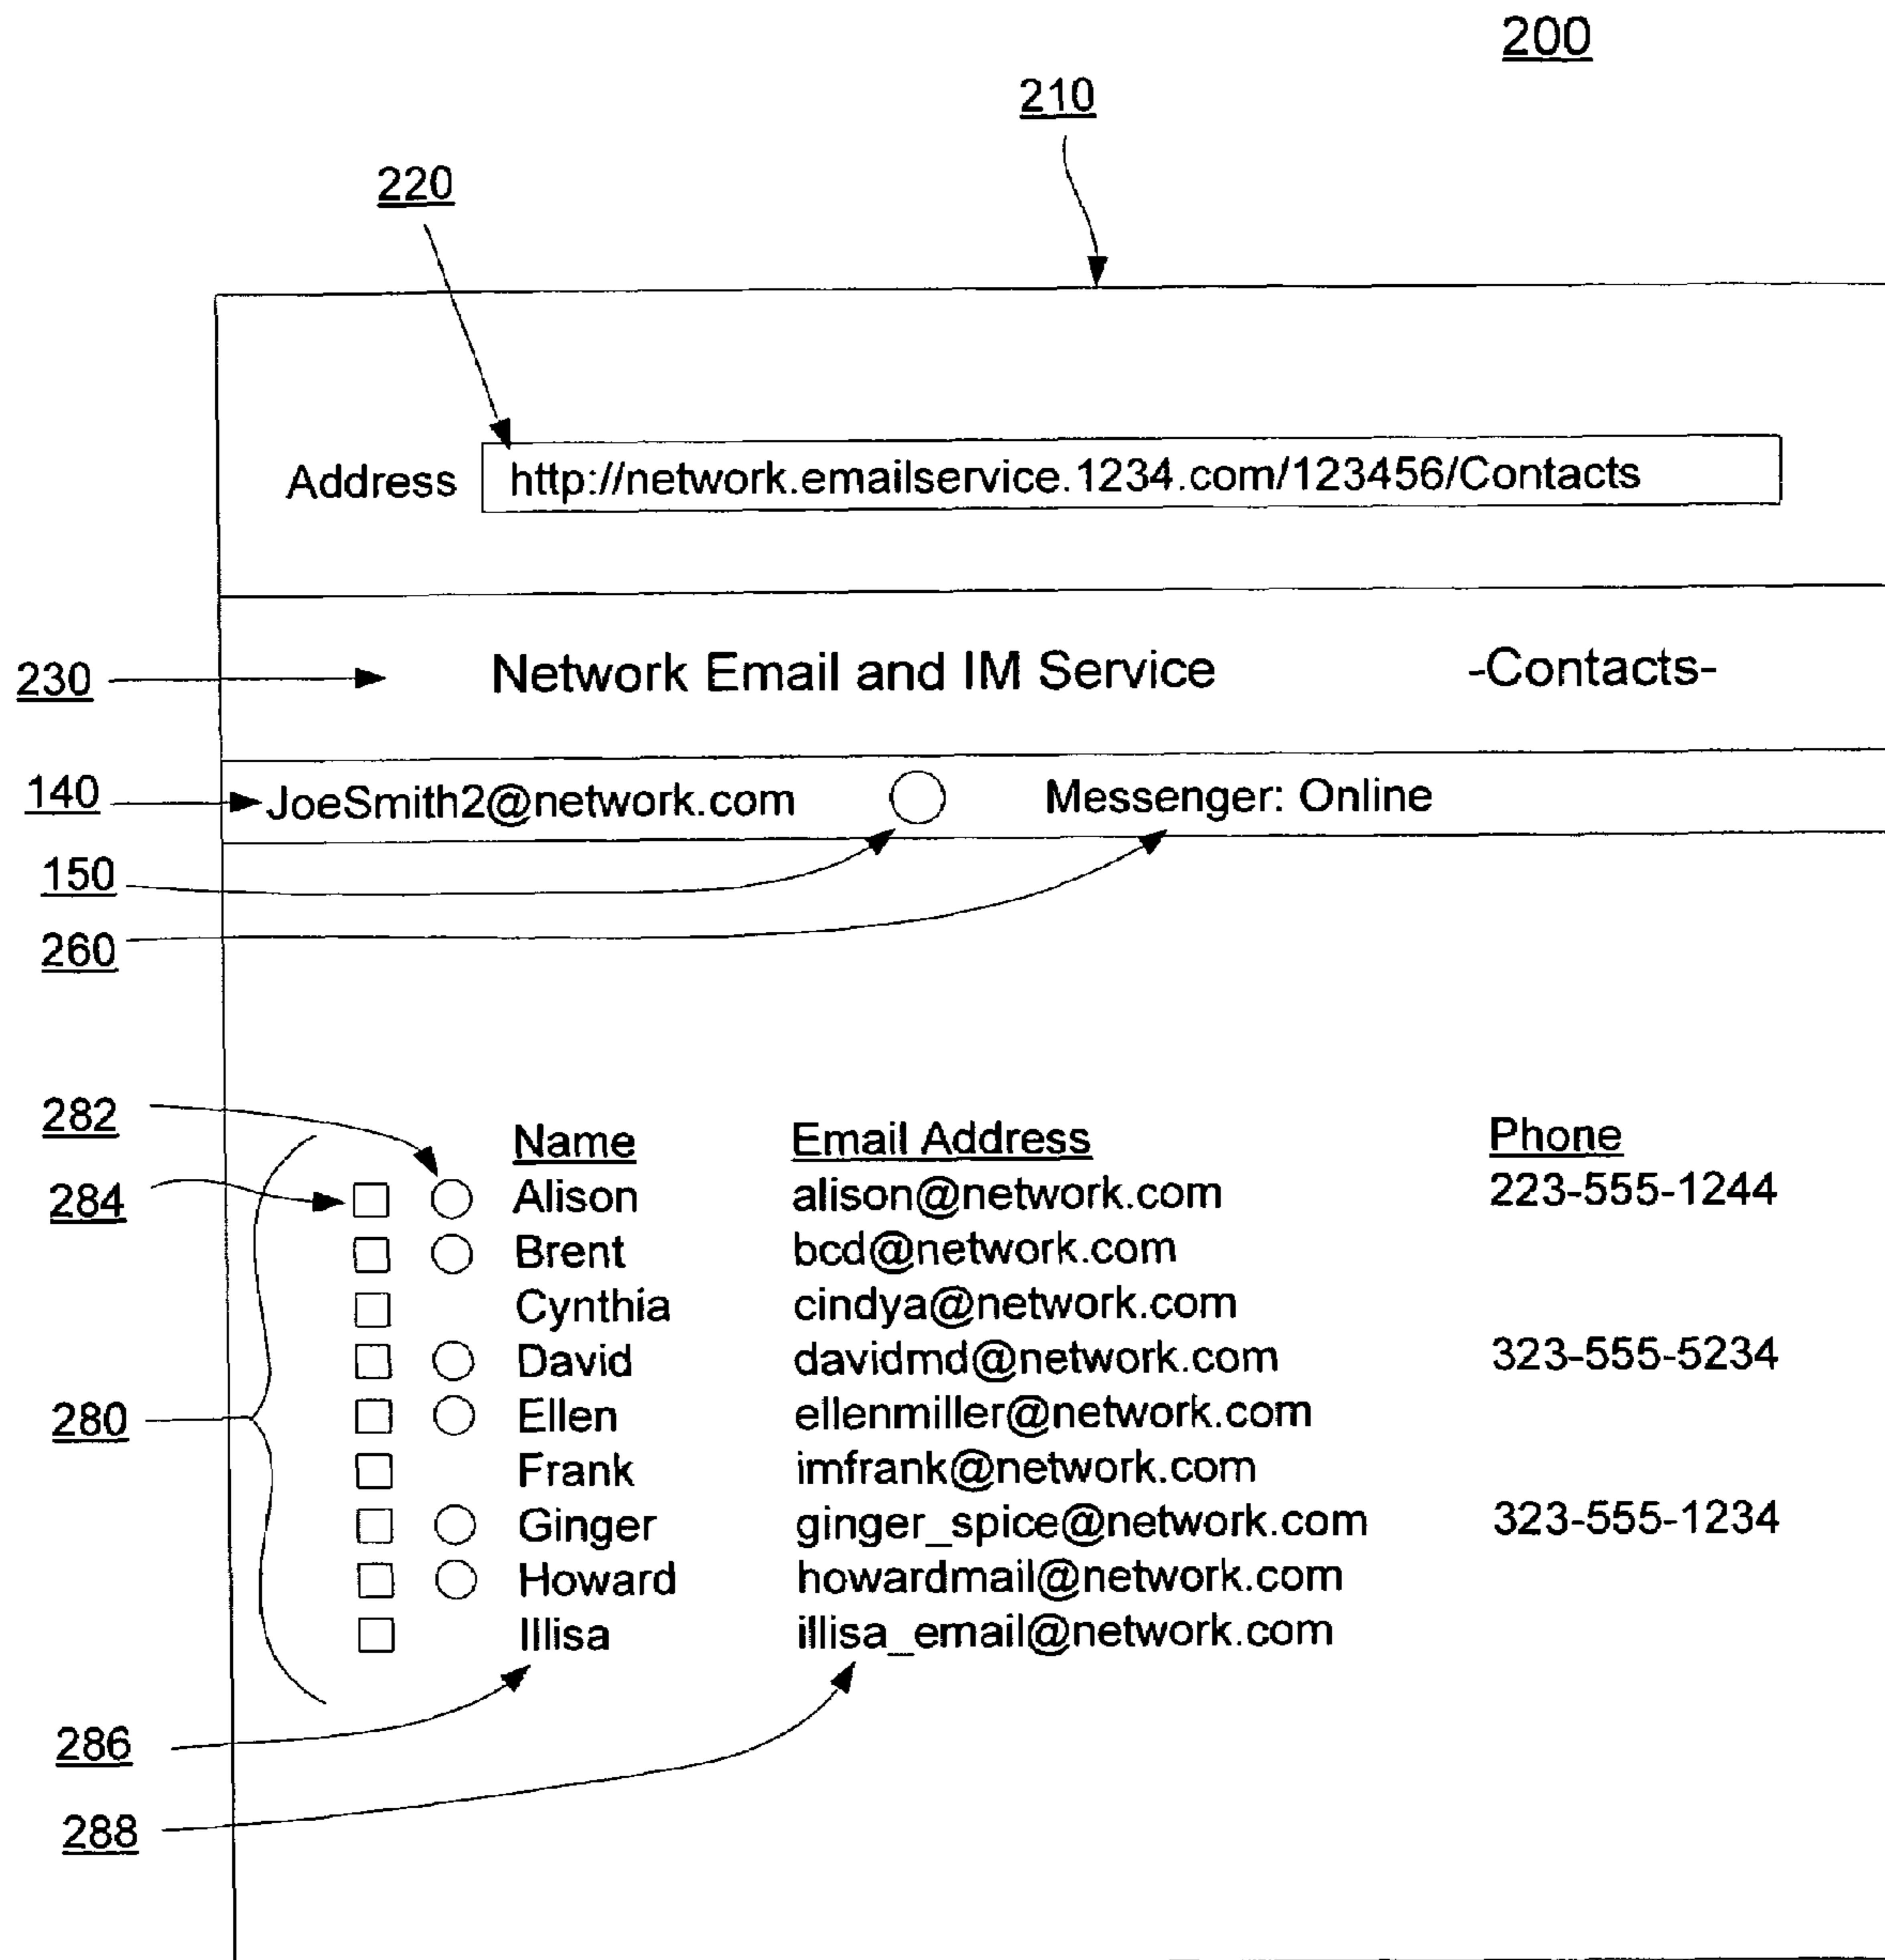 200
210
220
Address http://network.emailservice.1234.com/123456/Contacts
230 Network Email and IM Service -Contacts-
140 JoeSmith2@network.com Messenger: Online
150
260
282
Name Email Address Phone
284 Alison alison@network.com 223-555-1244
Brent bcd@network.com
Cynthia cindya@network.com
David davidmd@network.com 323-555-5234
280 Ellen ellenmiller@network.com
Frank imfrank@network.com
Ginger ginger_spice@network.com 323-555-1234
Howard howardmail@network.com
Illisa illisa_email@network.com
286
288